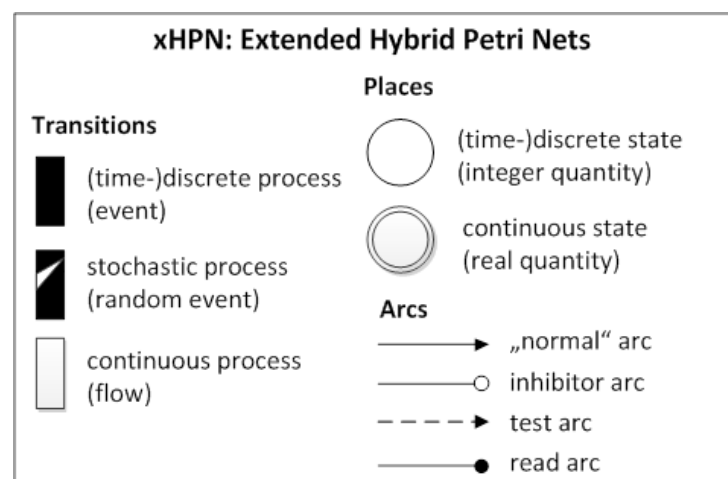 xHPN: Extended Hybrid Petri Nets
Transitions
(time-)discrete process
(event)
stochastic process
(random event)
continuous process
(flow)
Places
(time-)discrete state
(integer quantity)
continuous state
(real quantity)
Arcs
„normal“ arc
inhibitor arc
test arc
read arc